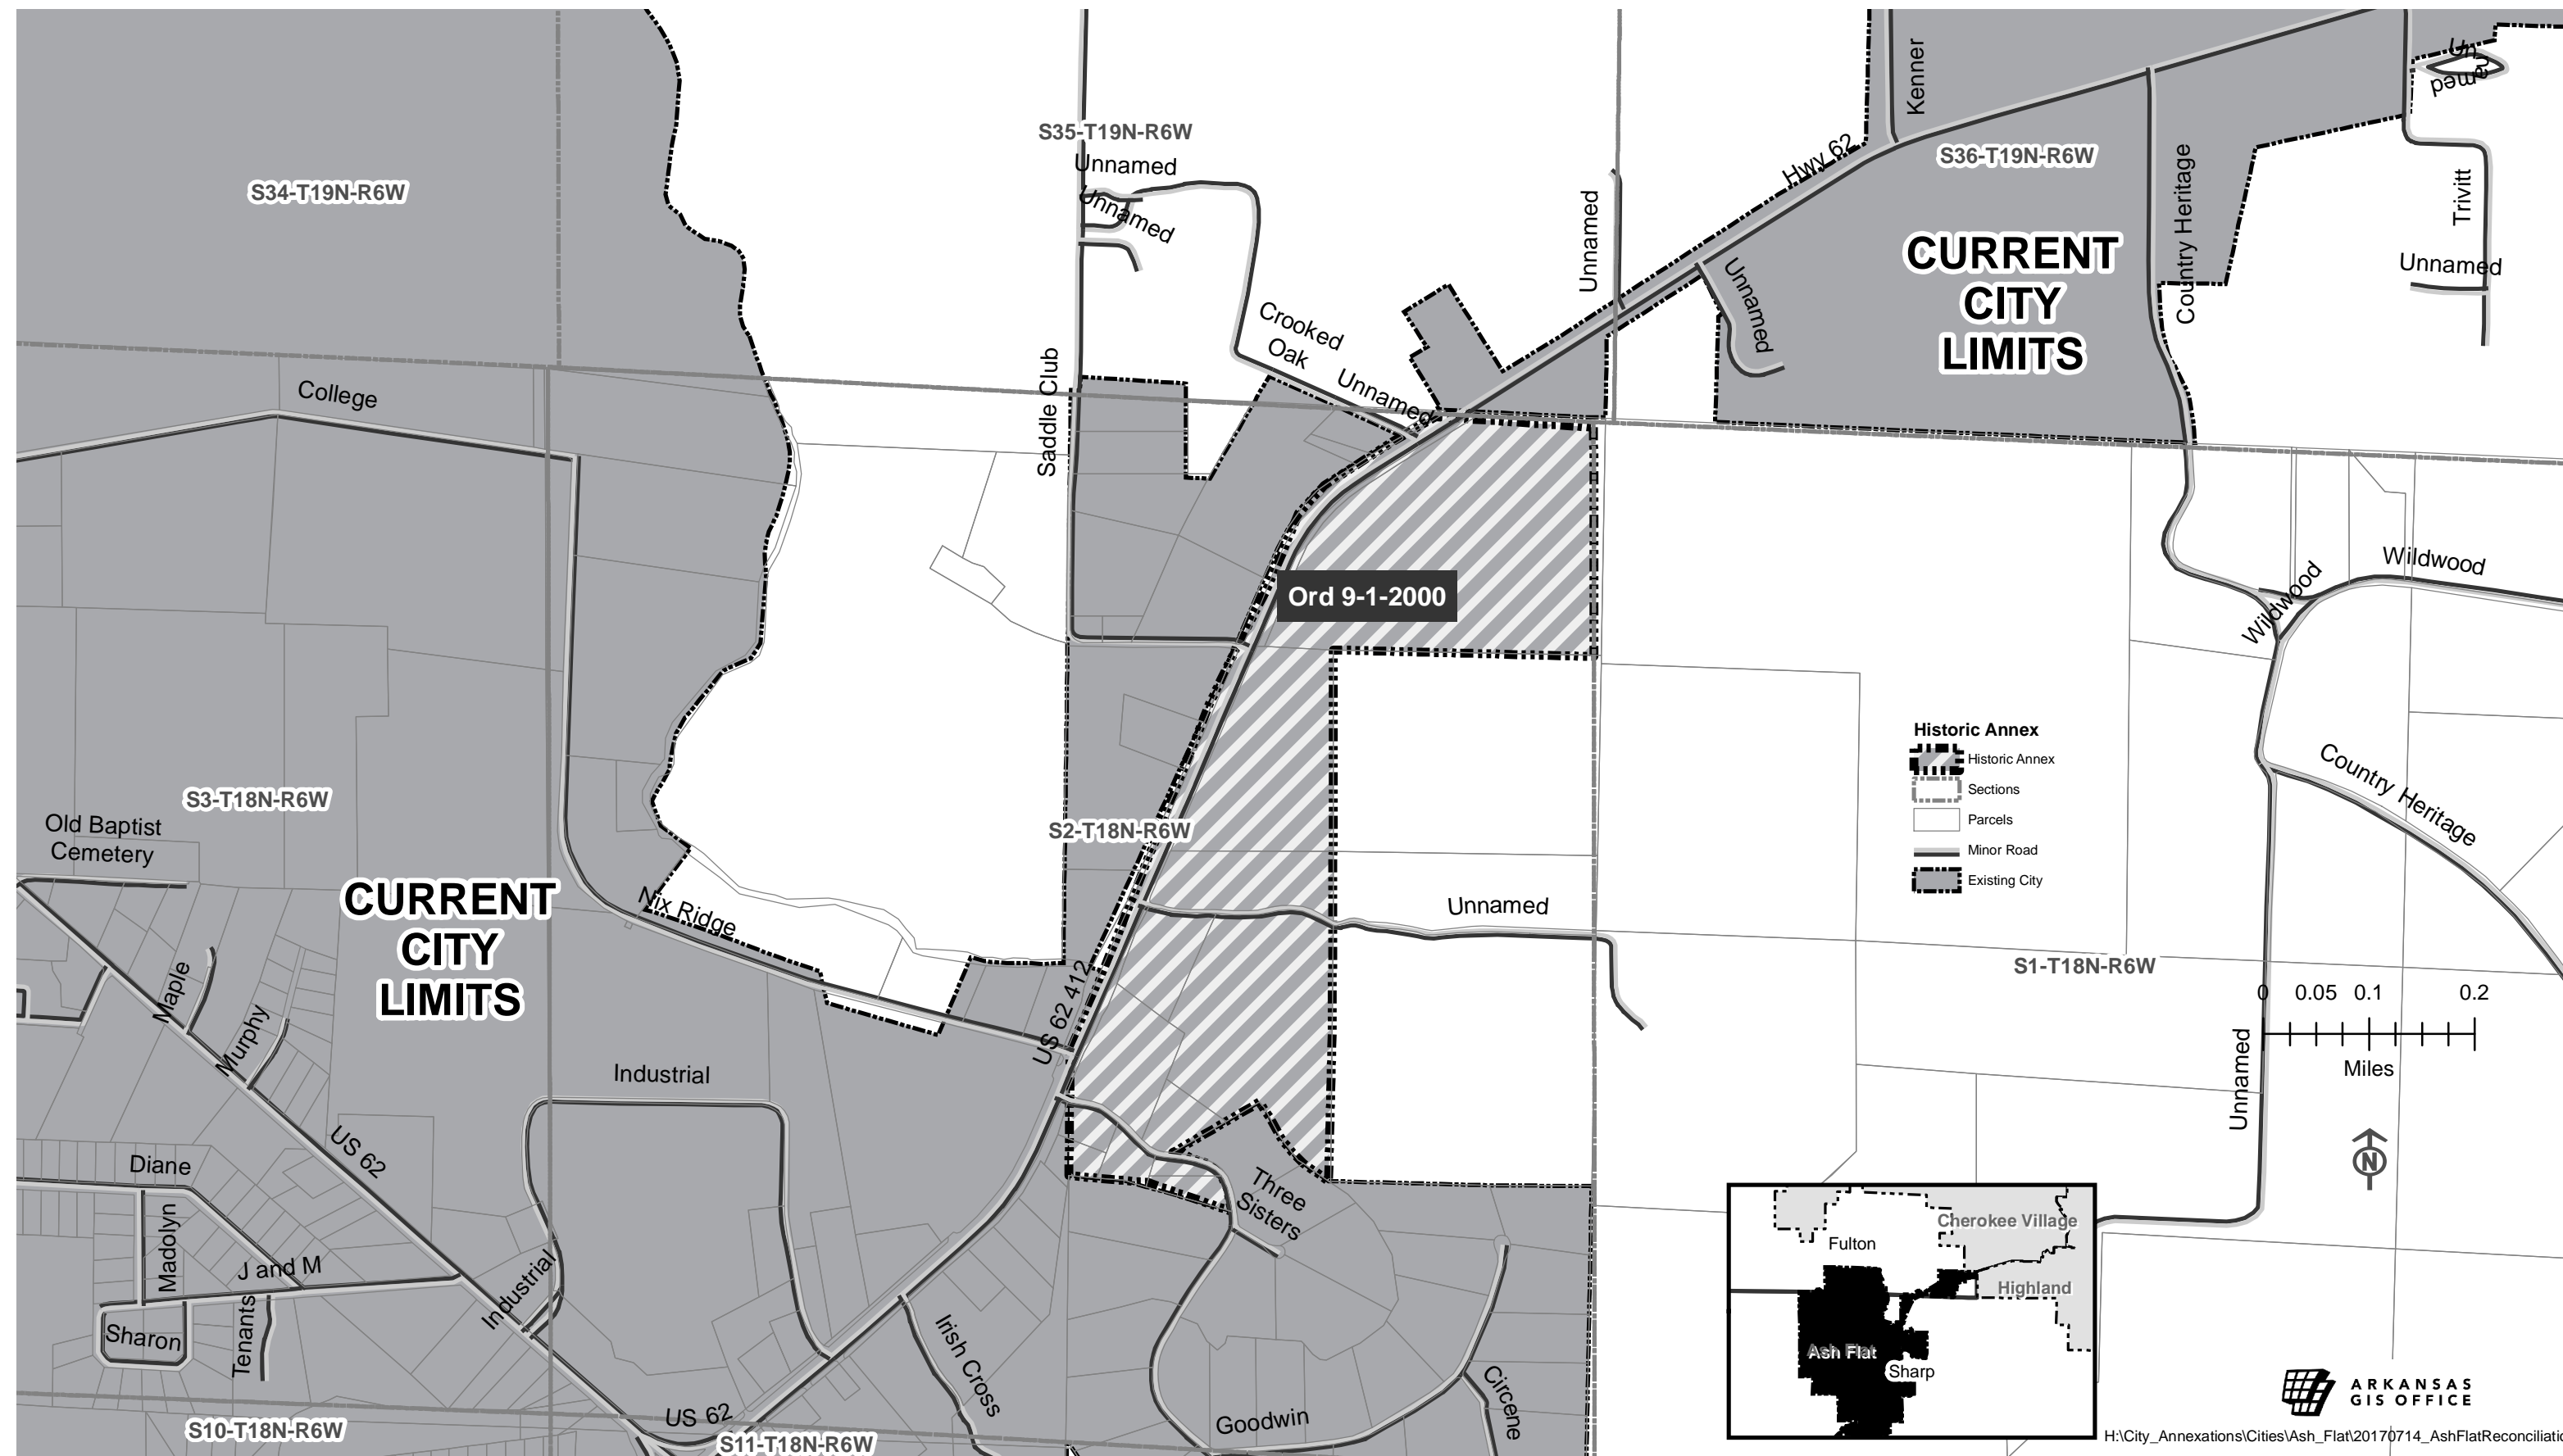 Kenner
Unnamed
S35-T19N-R6W
Unnamed
Unnamed
Hwy 62
S36-T19N-R6W
S34-T19N-R6W
Country Heritage
Trivitt
Unnamed
Unnamed
Unnamed
CURRENT
CITY
LIMITS
Crooked
Oak
Unnamed
Saddle Club
College
Wildwood
Wildwood
Ord 9-1-2000
Historic Annex
Historic Annex
Sections
Parcels
Minor Road
Existing City
Country Heritage
S3-T18N-R6W
Old Baptist
Cemetery
S2-T18N-R6W
CURRENT
CITY
LIMITS
Nix Ridge
Unnamed
S1-T18N-R6W
0 0.05 0.1 0.2
Miles
Maple
Murphy
US 62 412
Industrial
Unnamed
N
US 62
Diane
Three
Sisters
Madolyn
J and M
Industrial
Sharon
Tenants
Irish Cross
Circene
Goodwin
US 62
S10-T18N-R6W
S11-T18N-R6W
Cherokee Village
Fulton
Highland
Ash Flat
Sharp
ARKANSAS
GIS OFFICE
H:\City_Annexations\Cities\Ash_Flat\20170714_AshFlatReconciliatio